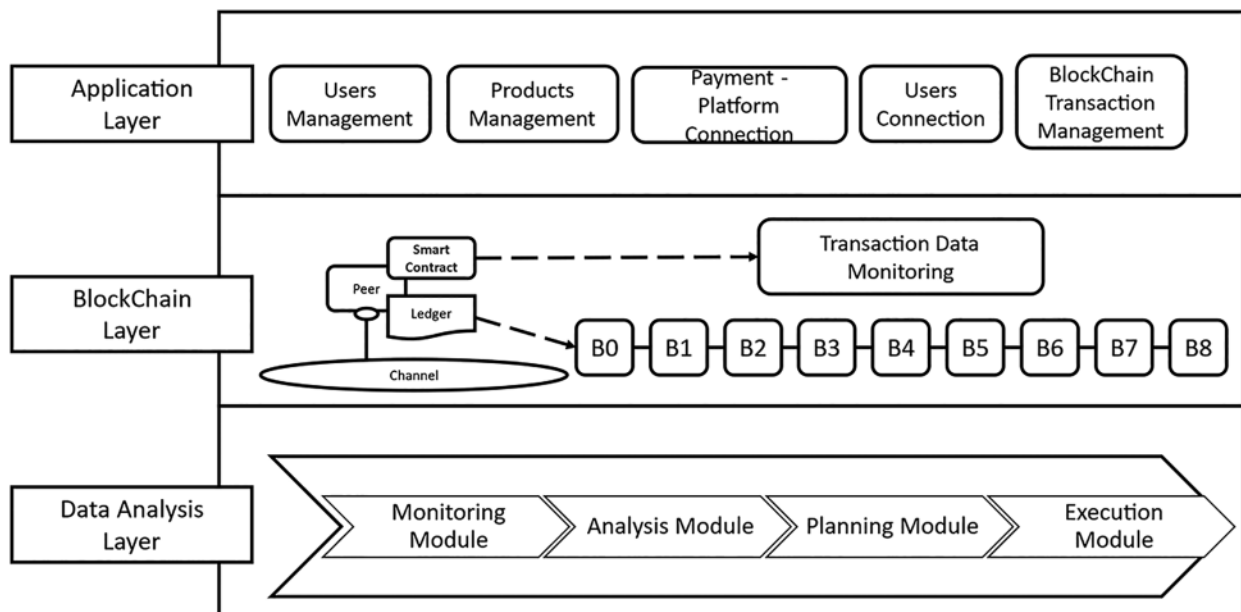 Application
Layer
Users
Management
Products
Management
Payment -
Platform
Connection
Users
Connection
BlockChain
Transaction
Management
BlockChain
Layer
Smart
Contract
Peer
Ledger
Channel
Transaction Data
Monitoring
B0
B1
B2
B3
B4
B5
B6
B7
B8
Data Analysis
Layer
Monitoring
Module
Analysis Module
Planning Module
Execution
Module